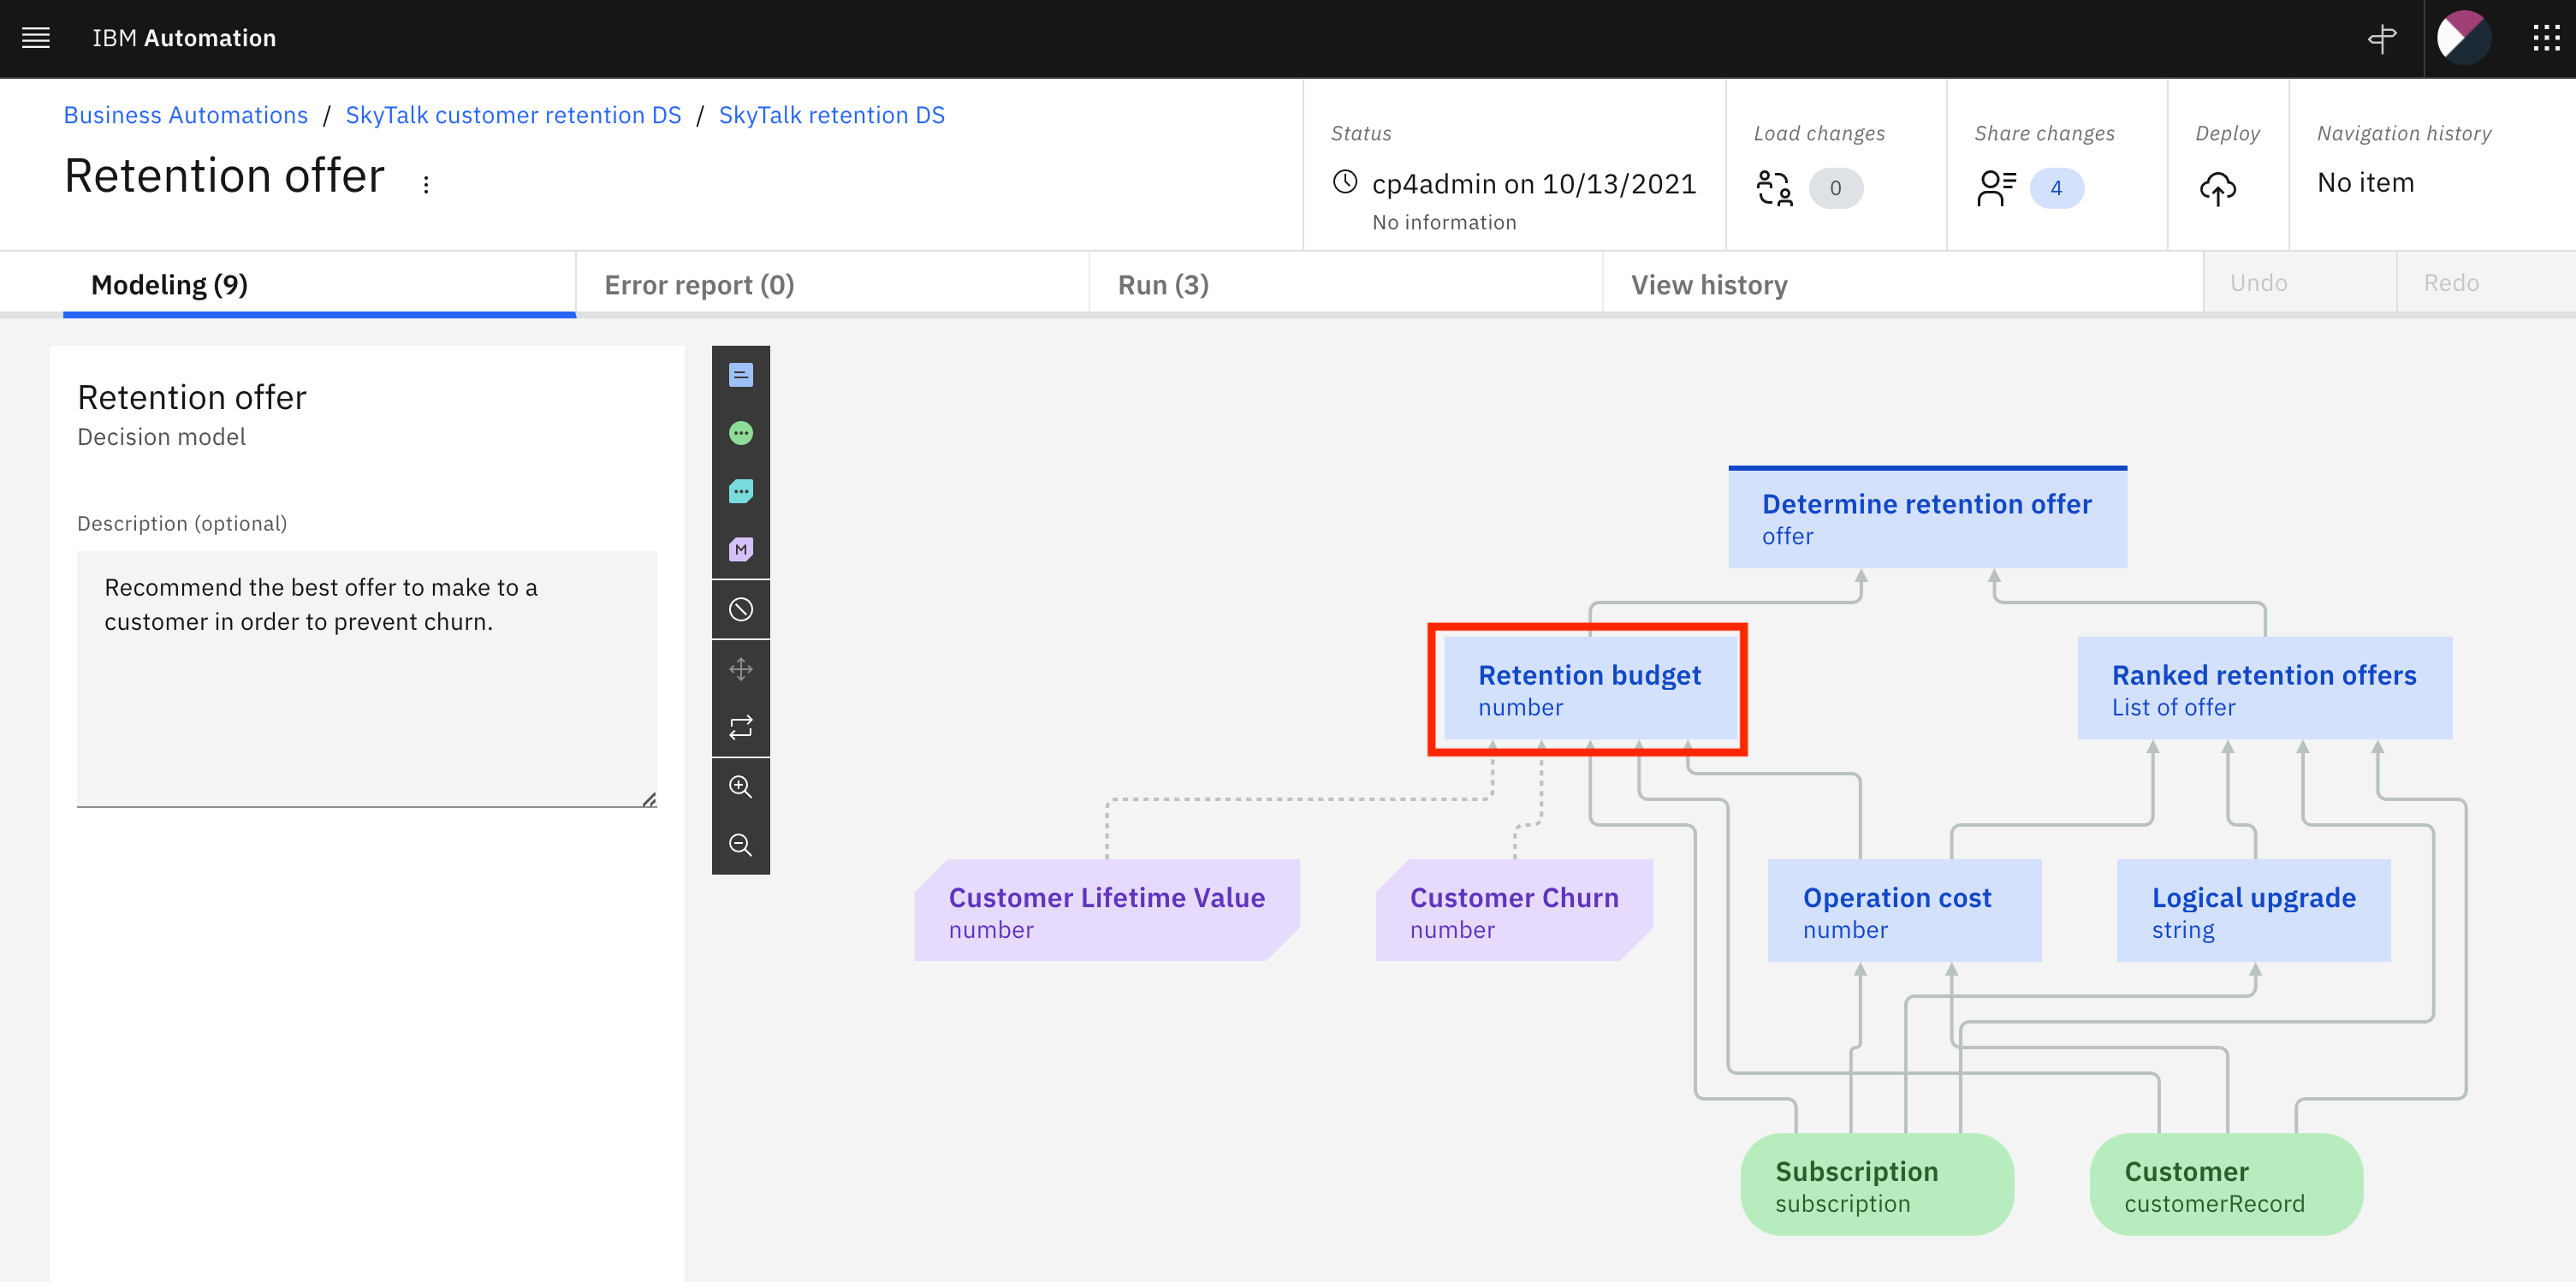 IBM Automation
Business Automations / SkyTalk customer retention DS / SkyTalk retention DS
Retention offer
Status
cp4admin on 10/13/2021
No information
Load changes
0
Share changes
4
Deploy
Navigation history
No item
Modeling (9)
Error report (0)
Run (3)
View history
Undo
Redo
Retention offer
Decision model
Description (optional)
Recommend the best offer to make to a
customer in order to prevent churn.
M
Determine retention offer
offer
Retention budget
number
Ranked retention offers
List of offer
Customer Lifetime Value
number
Customer Churn
number
Operation cost
number
Logical upgrade
string
Subscription
subscription
Customer
customerRecord